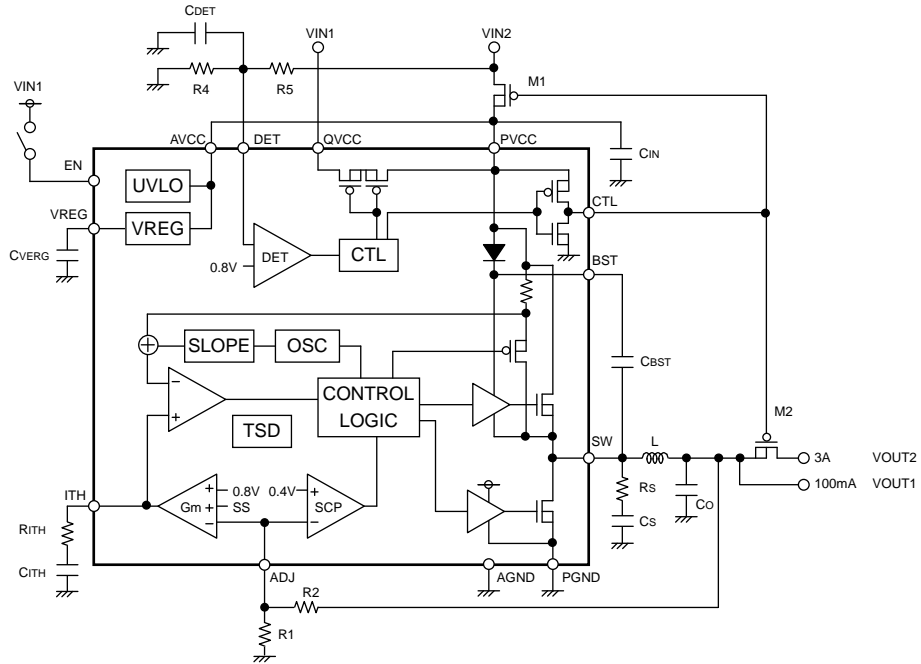 CDET
VIN1
VIN2
R4
R5
M1
VIN1
AVCC
DET
QVCC
PVCC
CIN
EN
UVLO
CTL
VREG
VREG
DET
CTL
CVERG
0.8V
BST
SLOPE
OSC
CBST
CONTROL
LOGIC
M2
TSD
SW
L
3A
VOUT2
100mA
VOUT1
ITH
0.8V
0.4V
RS
CO
Gm
SS
SCP
RITH
CS
CITH
ADJ
AGND
PGND
R2
R1